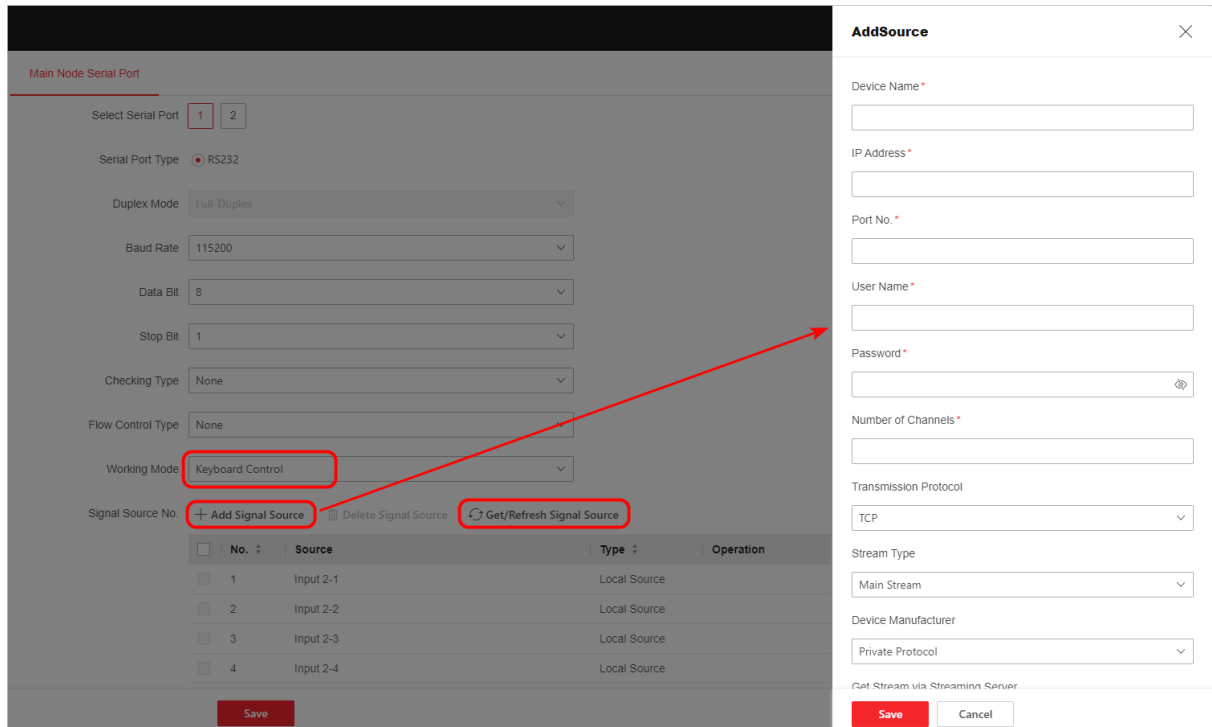 AddSource
Main Node Serial Port
Select Serial Port 1 2
Serial Port Type RS232
Duplex Mode Full-Duplex
Baud Rate 115200
Data Bit 8
Stop Bit 1
Checking Type None
Flow Control Type None
Working Mode Keyboard Control
Signal Source No. Add Signal Source Delete Signal Source Get/Refresh Signal Source
No. Source Type Operation
1 Input 2-1 Local Source
2 Input 2-2 Local Source
3 Input 2-3 Local Source
4 Input 2-4 Local Source
Save
Device Name*
IP Address*
Port No.*
User Name*
Password*
Number of Channels*
Transmission Protocol
TCP
Stream Type
Main Stream
Device Manufacturer
Private Protocol
Get Stream via Streaming Server
Save Cancel